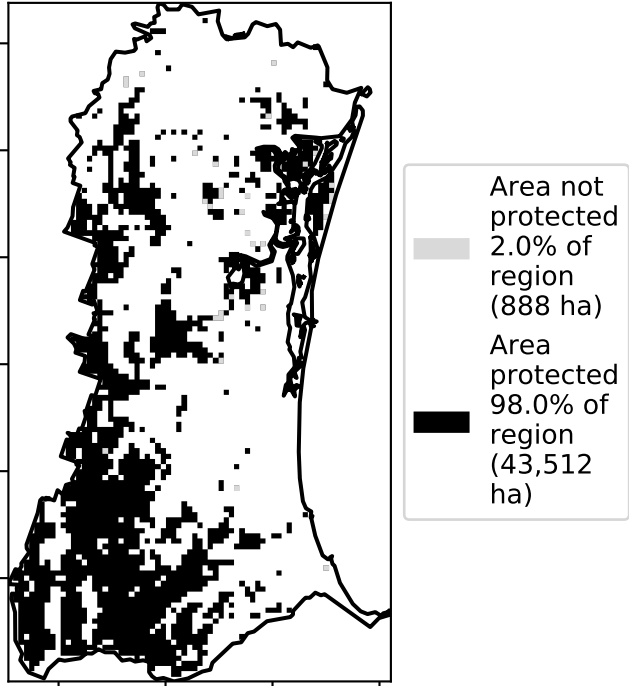 Area not
protected
2.0% of
region
(888 ha)
Area
protected
98.0% of
region
(43,512
ha)